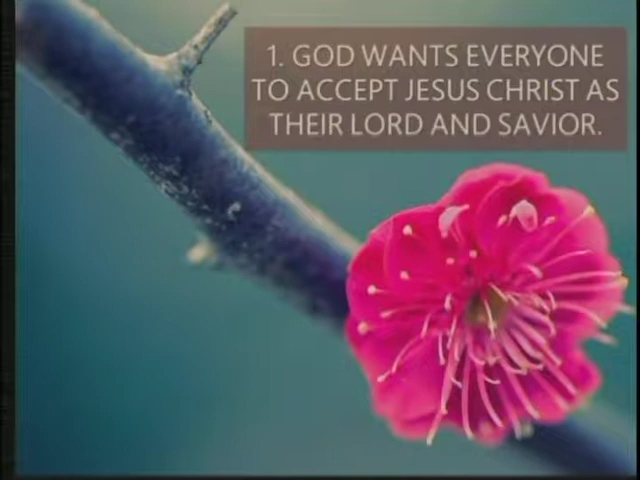 1. GOD WANTS EVERYONE
TO ACCEPT JESUS CHRIST AS
THEIR LORD AND SAVIOR.